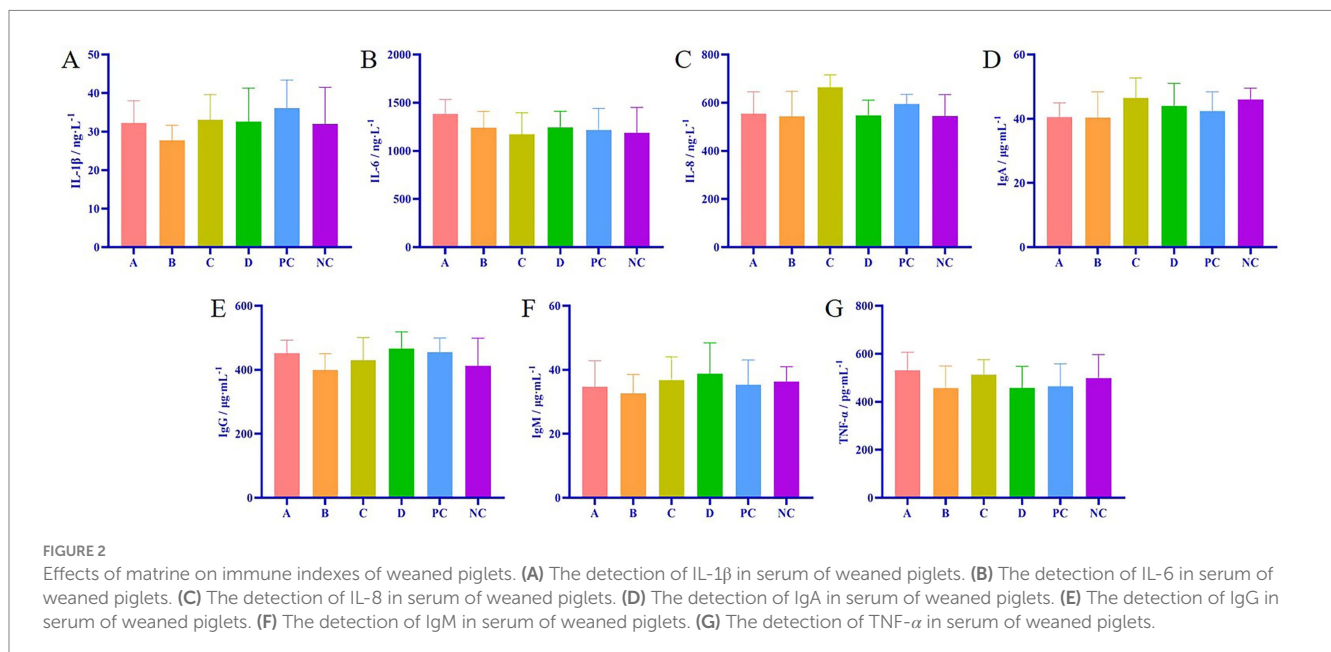 A
IL-1β / ng·L⁻¹
50
40
30
20
10
0
A B C D PC NC
B
IL-6 / ng·L⁻¹
2000
1500
1000
500
0
A B C D PC NC
C
IL-8 / ng·L⁻¹
800
600
400
200
0
A B C D PC NC
D
IgA / μg·mL⁻¹
60
40
20
0
A B C D PC NC
E
IgG / μg·mL⁻¹
600
400
200
0
A B C D PC NC
F
IgM / μg·mL⁻¹
60
40
20
0
A B C D PC NC
G
TNF-α / pg·mL⁻¹
800
600
400
200
0
A B C D PC NC
FIGURE 2
Effects of matrine on immune indexes of weaned piglets. (A) The detection of IL-1β in serum of weaned piglets. (B) The detection of IL-6 in serum of
weaned piglets. (C) The detection of IL-8 in serum of weaned piglets. (D) The detection of IgA in serum of weaned piglets. (E) The detection of IgG in
serum of weaned piglets. (F) The detection of IgM in serum of weaned piglets. (G) The detection of TNF-α in serum of weaned piglets.